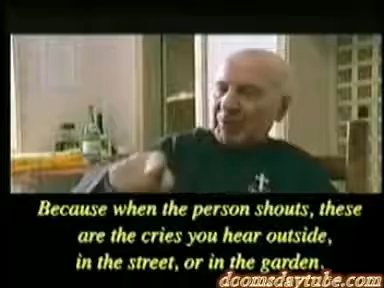 Because when the person shouts, these
are the cries you hear outside,
in the street, or in the garden.
doomsdaytube.com